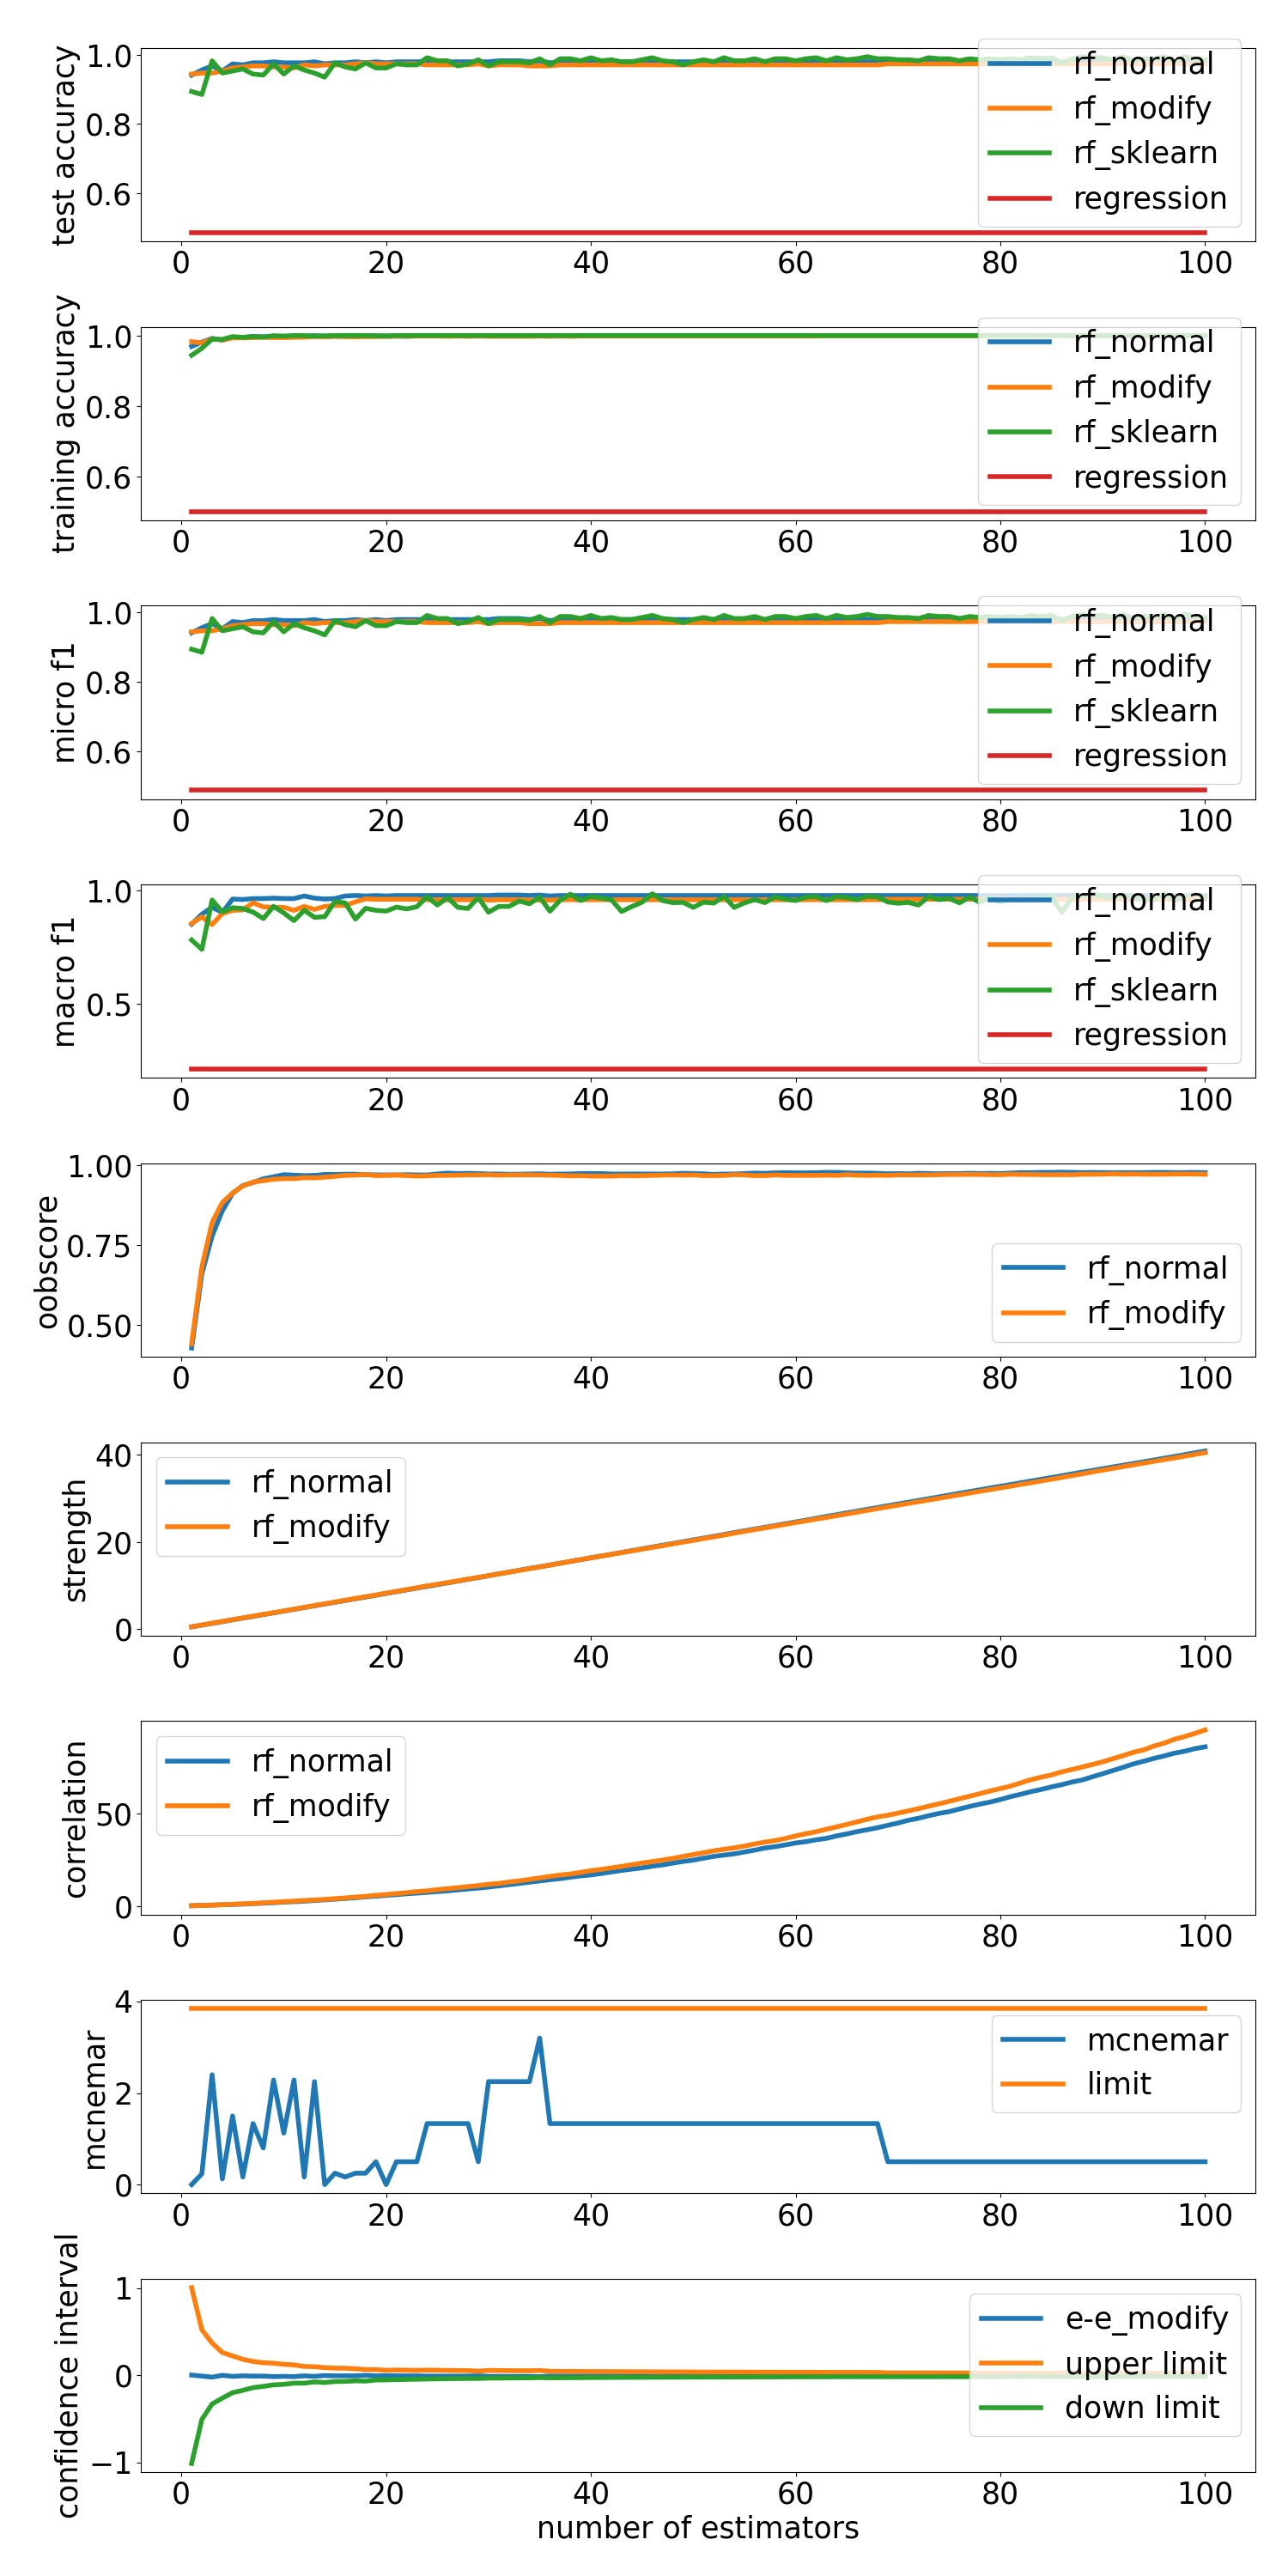 test accuracy
1.0
0.8
0.6
rf_normal
rf_modify
rf_sklearn
regression
0 20 40 60 80 100
training accuracy
1.0
0.8
0.6
rf_normal
rf_modify
rf_sklearn
regression
0 20 40 60 80 100
micro f1
1.0
0.8
0.6
rf_normal
rf_modify
rf_sklearn
regression
0 20 40 60 80 100
macro f1
1.0
0.5
rf_normal
rf_modify
rf_sklearn
regression
0 20 40 60 80 100
oobscore
1.00
0.75
0.50
rf_normal
rf_modify
0 20 40 60 80 100
strength
40
20
0
rf_normal
rf_modify
0 20 40 60 80 100
correlation
50
0
rf_normal
rf_modify
0 20 40 60 80 100
mcnemar
4
2
0
mcnemar
limit
0 20 40 60 80 100
confidence interval
1
0
−1
e-e_modify
upper limit
down limit
0 20 40 60 80 100
number of estimators